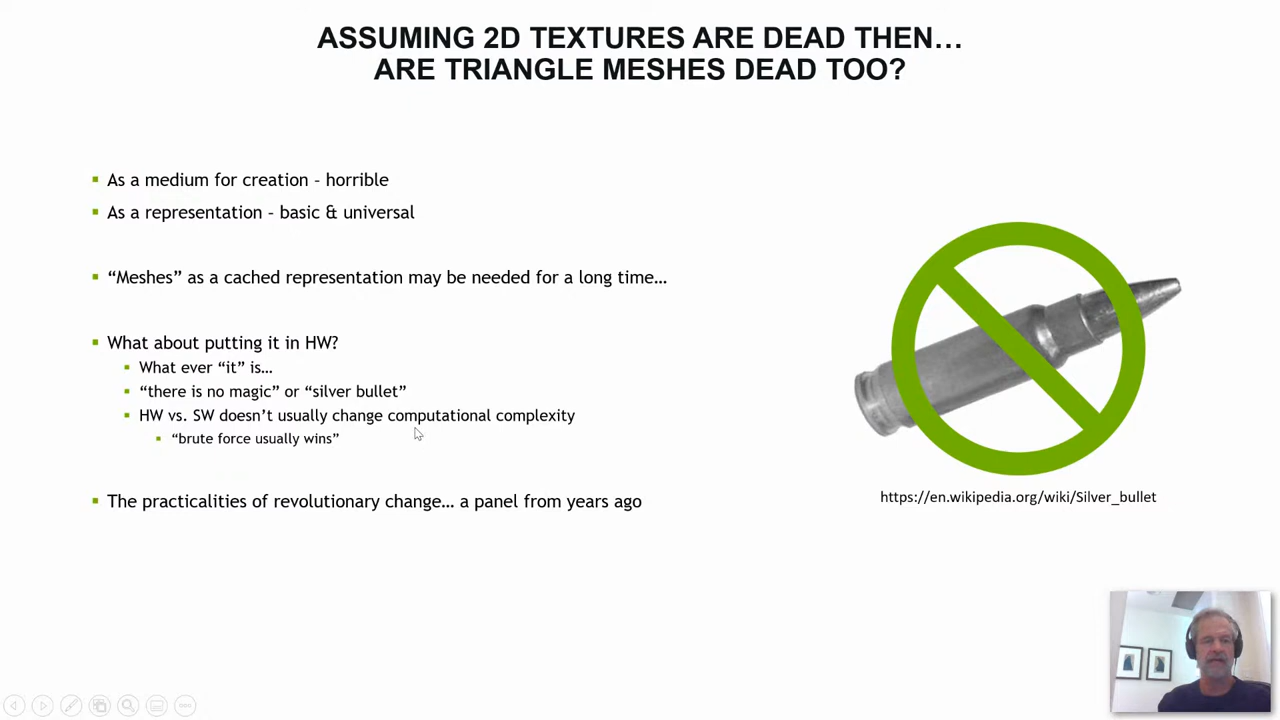 ASSUMING 2D TEXTURES ARE DEAD THEN…
ARE TRIANGLE MESHES DEAD TOO?
As a medium for creation – horrible
As a representation – basic & universal
“Meshes” as a cached representation may be needed for a long time…
What about putting it in HW?
What ever “it” is…
“there is no magic” or “silver bullet”
HW vs. SW doesn’t usually change computational complexity
“brute force usually wins”
The practicalities of revolutionary change… a panel from years ago
https://en.wikipedia.org/wiki/Silver_bullet